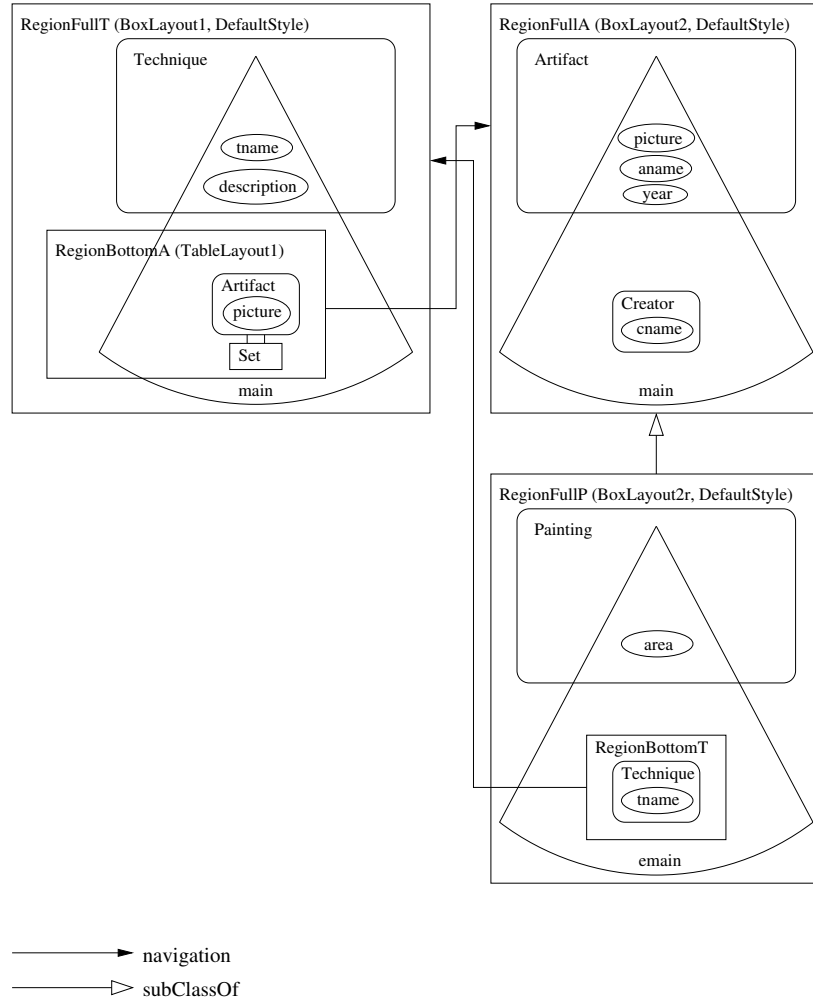 RegionFullT (BoxLayout1, DefaultStyle)
Technique
tname
description
RegionBottomA (TableLayout1)
Artifact
picture
Set
main
RegionFullA (BoxLayout2, DefaultStyle)
Artifact
picture
aname
year
Creator
cname
main
RegionFullP (BoxLayout2r, DefaultStyle)
Painting
area
RegionBottomT
Technique
tname
emain
navigation
subClassOf